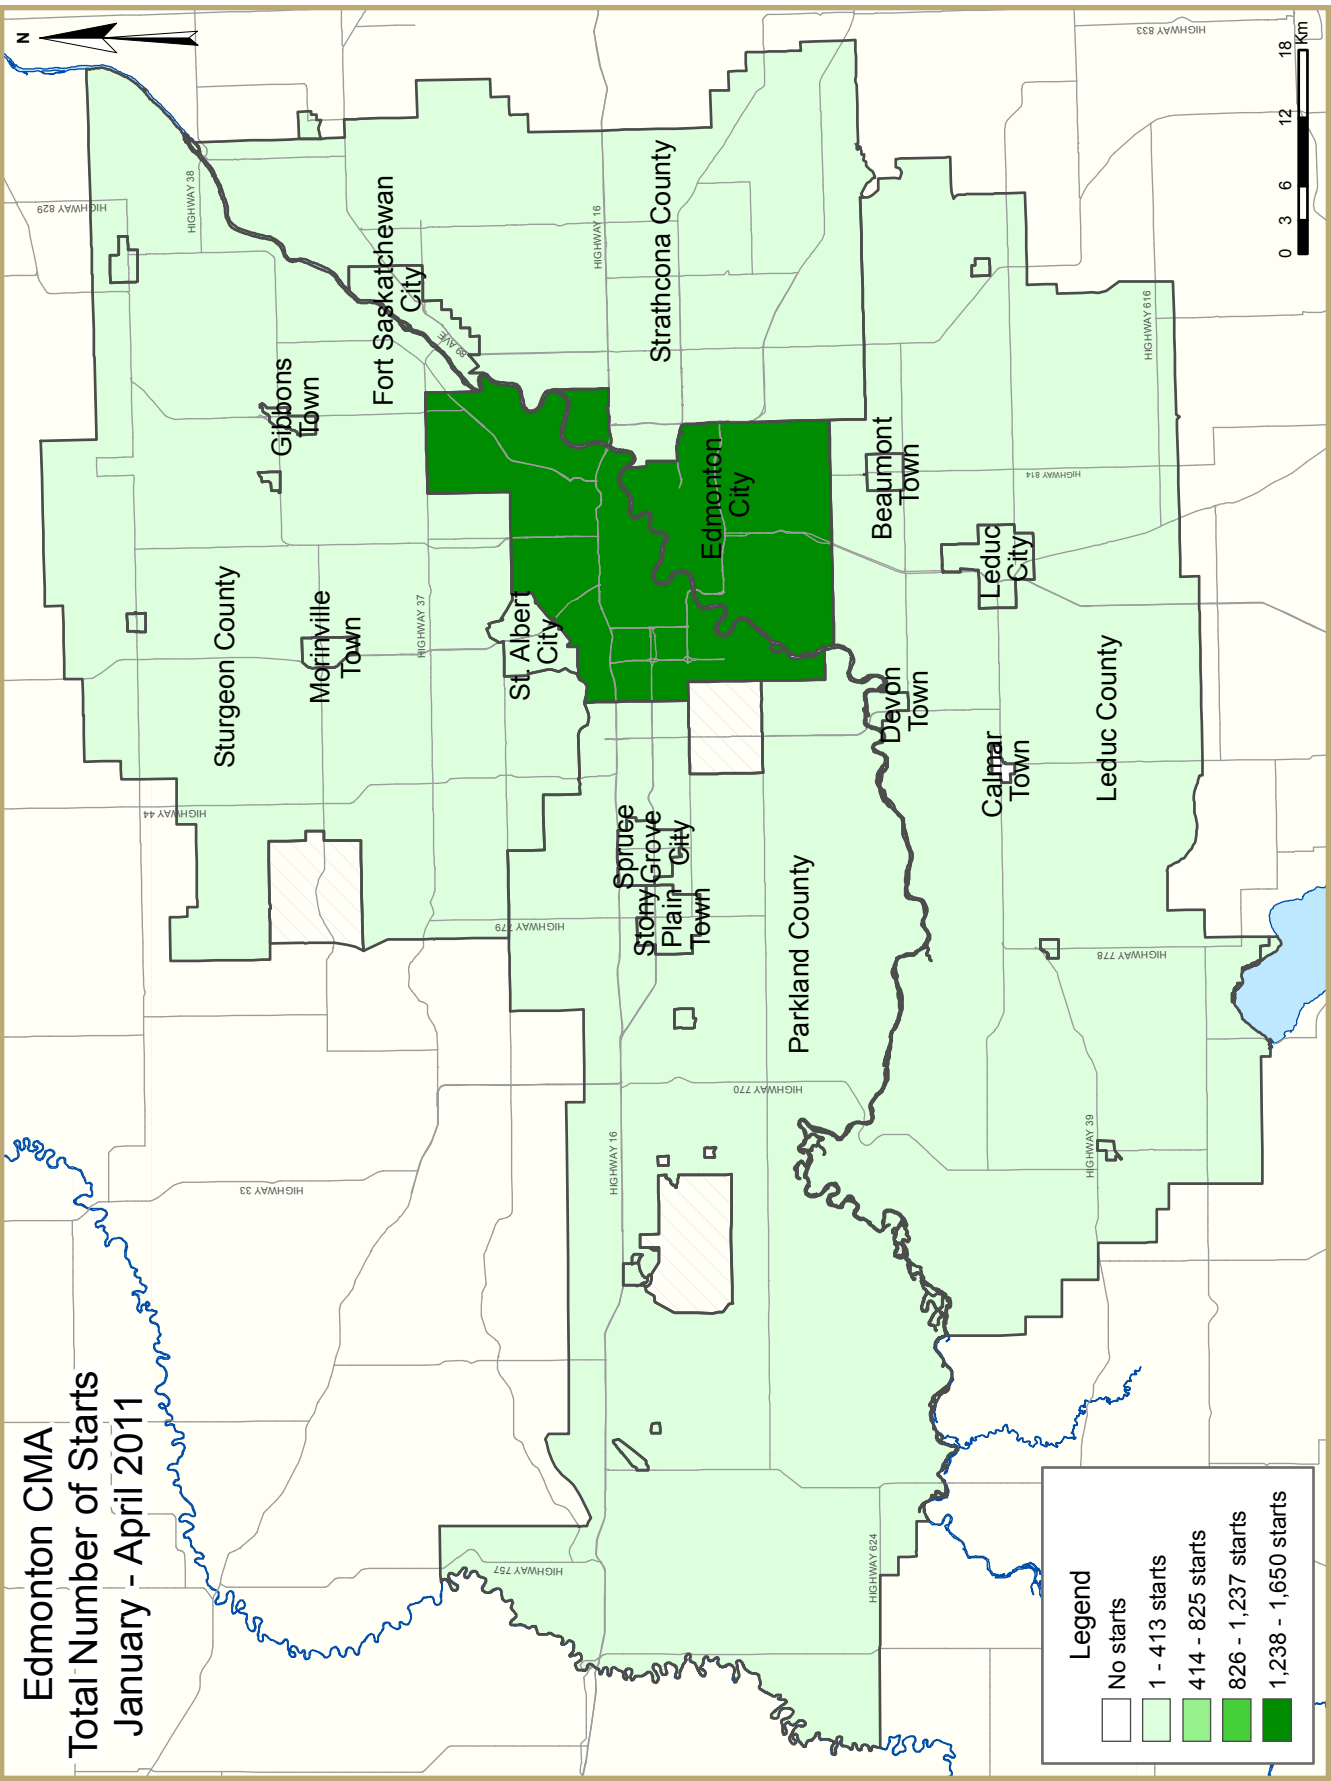 Edmonton CMA
Total Number of Starts
January - April 2011
N
HIGHWAY 829
HIGHWAY 38
HIGHWAY 833
Fort Saskatchewan
City
89 AVE
HIGHWAY 16
Strathcona County
Gibbons
Town
Sturgeon County
Morinville
Town
HIGHWAY 37
St. Albert
City
Edmonton
City
Beaumont
Town
HIGHWAY 814
HIGHWAY 616
Leduc
City
Devon
Town
Calmar
Town
Leduc County
HIGHWAY 44
HIGHWAY 779
Spruce
Grove
City
Stony
Plain
Town
Parkland County
HIGHWAY 778
HIGHWAY 770
HIGHWAY 39
HIGHWAY 16
HIGHWAY 33
HIGHWAY 757
HIGHWAY 624
0 3 6 12 18
Km
Legend
No starts
1 - 413 starts
414 - 825 starts
826 - 1,237 starts
1,238 - 1,650 starts